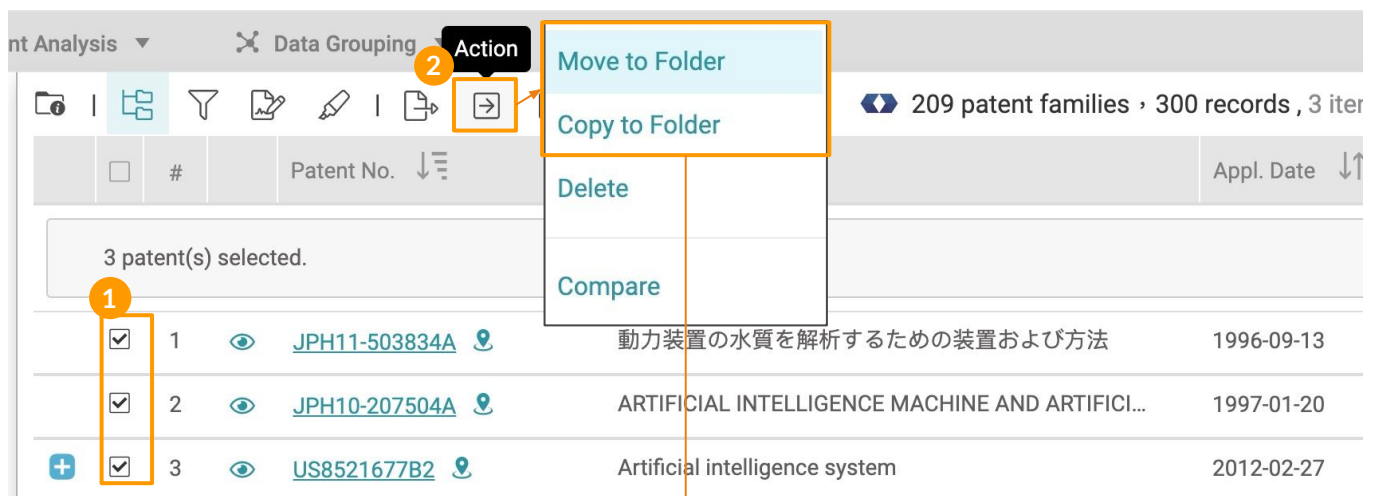 nt Analysis
Data Grouping
2
Action
Move to Folder
Copy to Folder
Delete
Compare
209 patent families , 300 records , 3 iter
#
Patent No.
Appl. Date
3 patent(s) selected.
1
1 JPH11-503834A 動力装置の水質を解析するための装置および方法 1996-09-13
2 JPH10-207504A ARTIFICIAL INTELLIGENCE MACHINE AND ARTIFICI... 1997-01-20
3 US8521677B2 Artificial intelligence system 2012-02-27